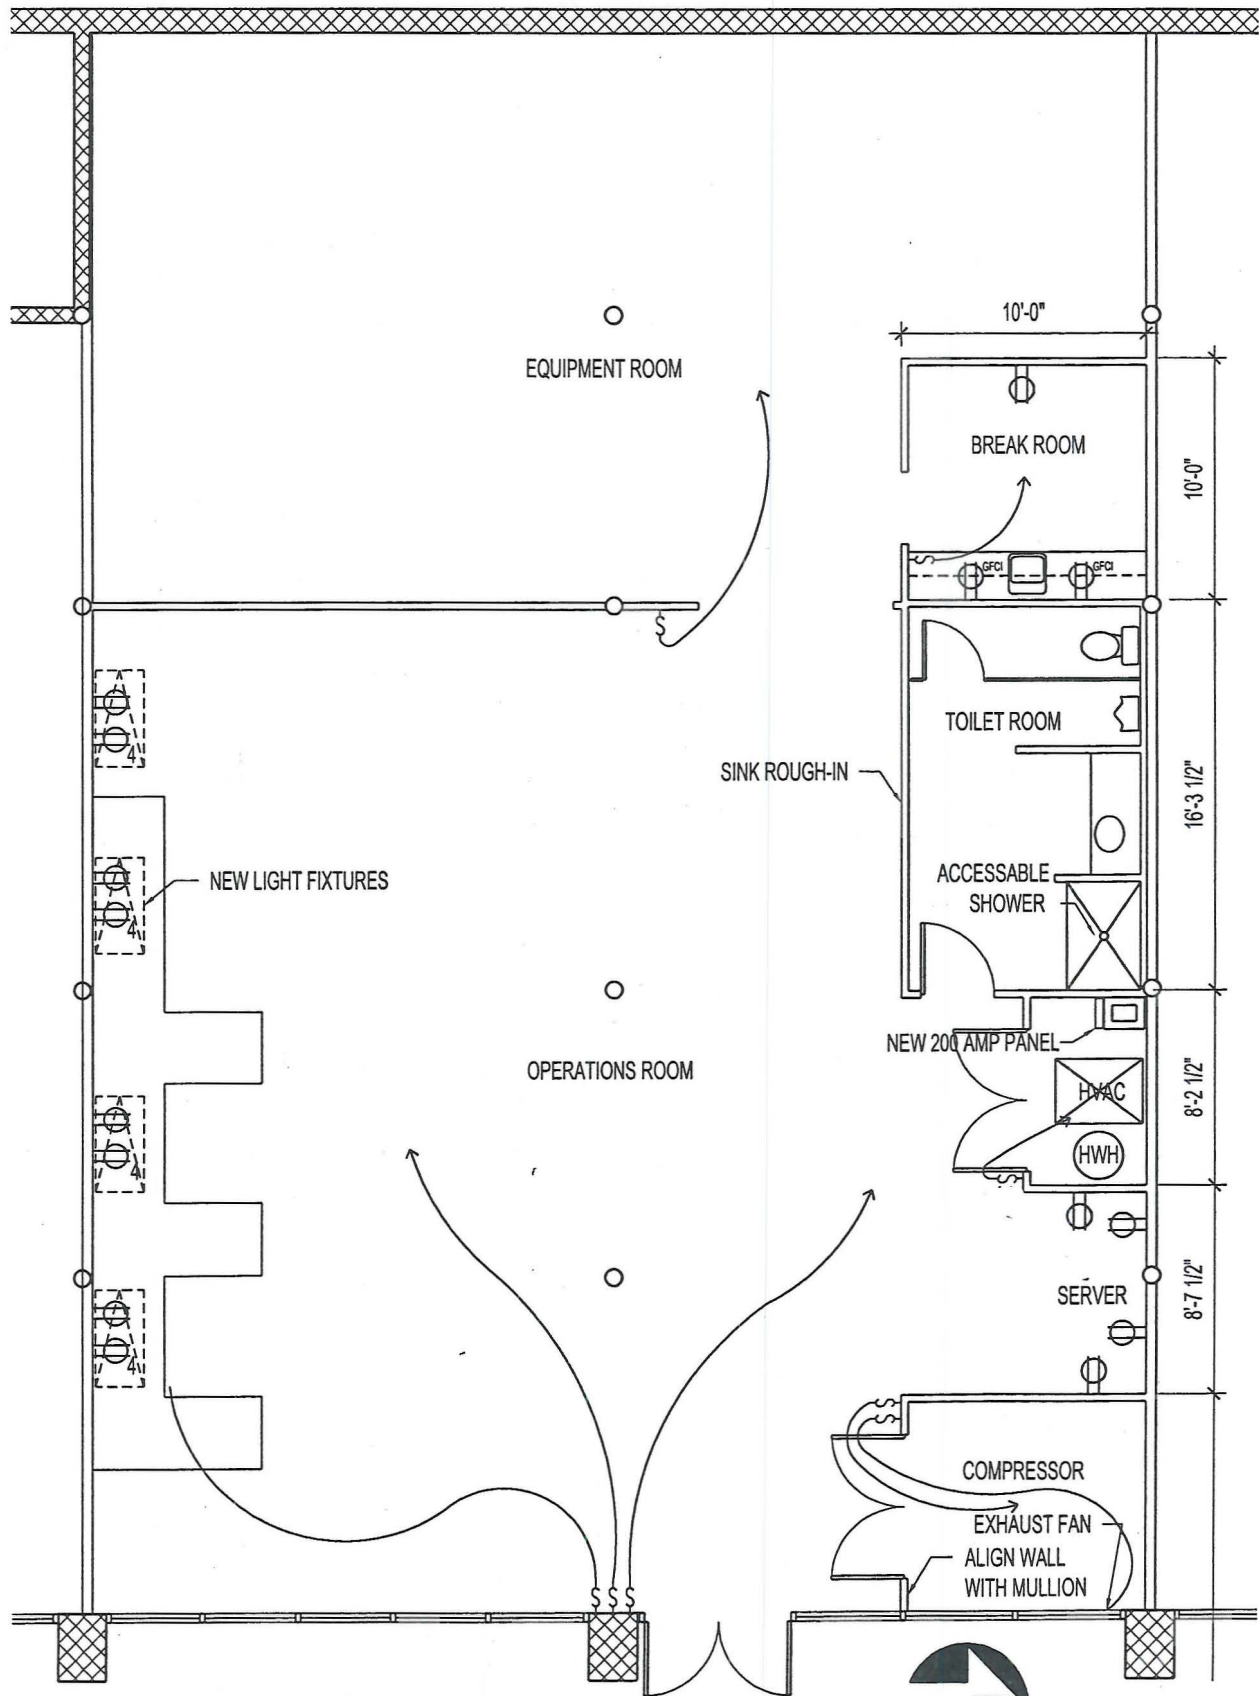 10'-0"
EQUIPMENT ROOM
BREAK ROOM
10'-0"
S
GFCI
GFCI
S
TOILET ROOM
4
SINK ROUGH-IN
16'-3 1/2"
NEW LIGHT FIXTURES
4
ACCESSABLE
SHOWER
NEW 200 AMP PANEL
OPERATIONS ROOM
HVAC
8'-2 1/2"
HWH
4
S
SERVER
8'-7 1/2"
4
S
S
COMPRESSOR
EXHAUST FAN
ALIGN WALL
WITH MULLION
S S S